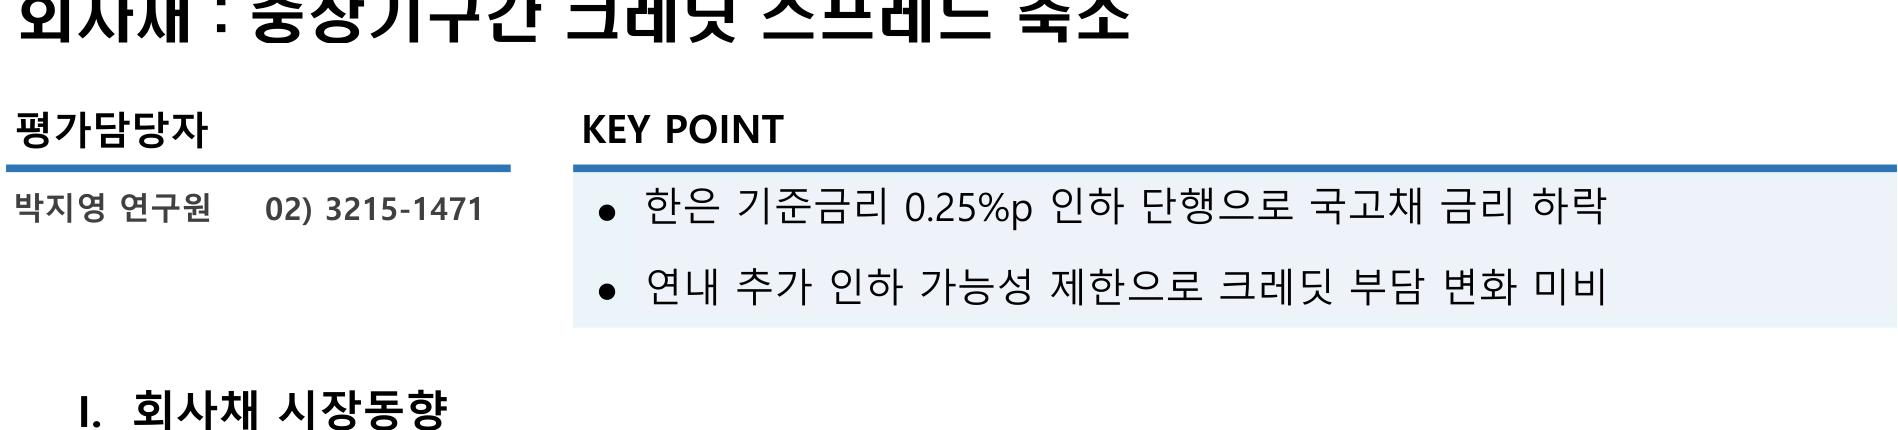 회사채 : 중장기구간 크레딧 스프레드 축소
평가담당자
박지영 연구원 02) 3215-1471
KEY POINT
● 한은 기준금리 0.25%p 인하 단행으로 국고채 금리 하락
● 연내 추가 인하 가능성 제한으로 크레딧 부담 변화 미비
I. 회사채 시장동향